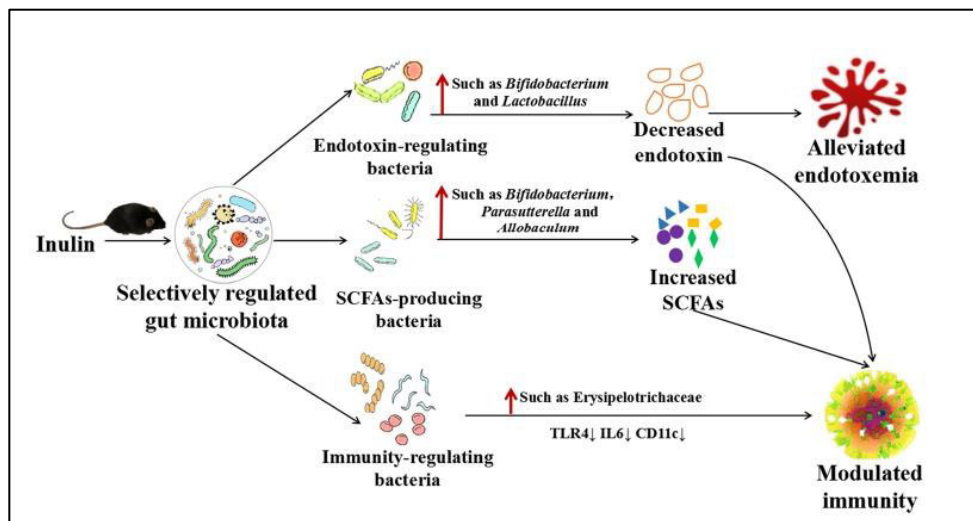 Such as Bifidobacterium
and Lactobacillus
Endotoxin-regulating
bacteria
Decreased
endotoxin
Alleviated
endotoxemia
Such as Bifidobacterium,
Parasutterella and
Allobaculum
Inulin
Selectively regulated
gut microbiota
SCFAs-producing
bacteria
Increased
SCFAs
Such as Erysipelotrichaceae
TLR4↓ IL6↓ CD11c↓
Immunity-regulating
bacteria
Modulated
immunity